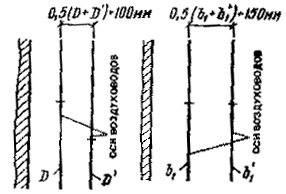 0,5(D+D')+100мм
0,5(b₁+b₁')+150мм
оси воздуховодов
оси воздуховодов
D
D'
b₁
b₁'